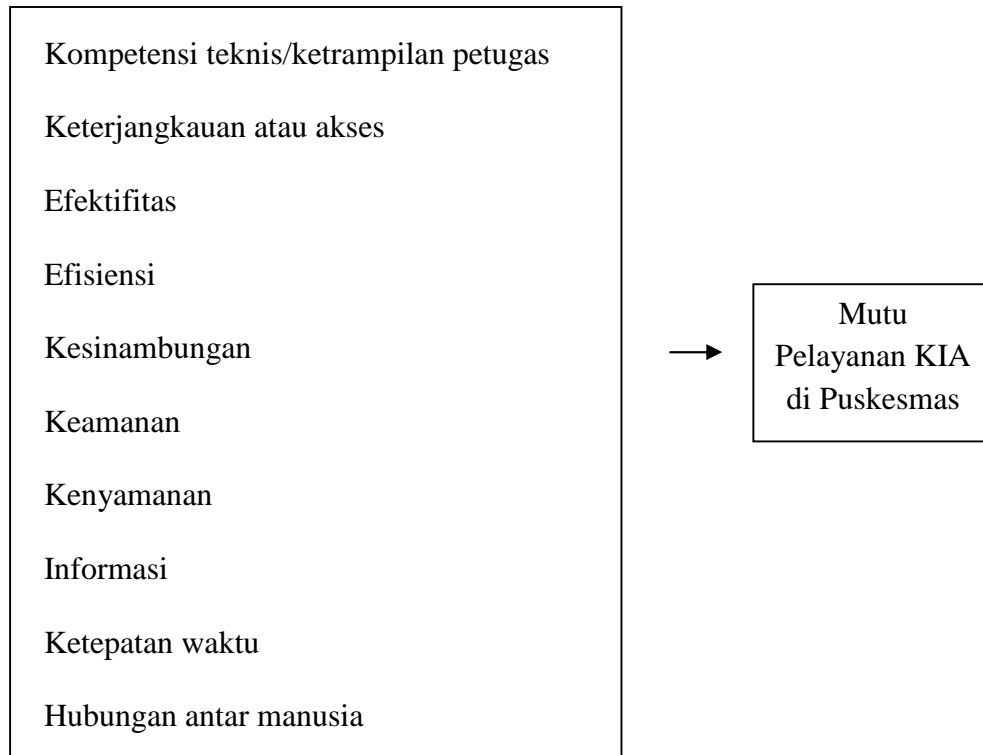 Kompetensi teknis/ketrampilan petugas
Keterjangkauan atau akses
Efektifitas
Efisiensi
Kesinambungan
Keamanan
Kenyamanan
Informasi
Ketepatan waktu
Hubungan antar manusia
Mutu
Pelayanan KIA
di Puskesmas